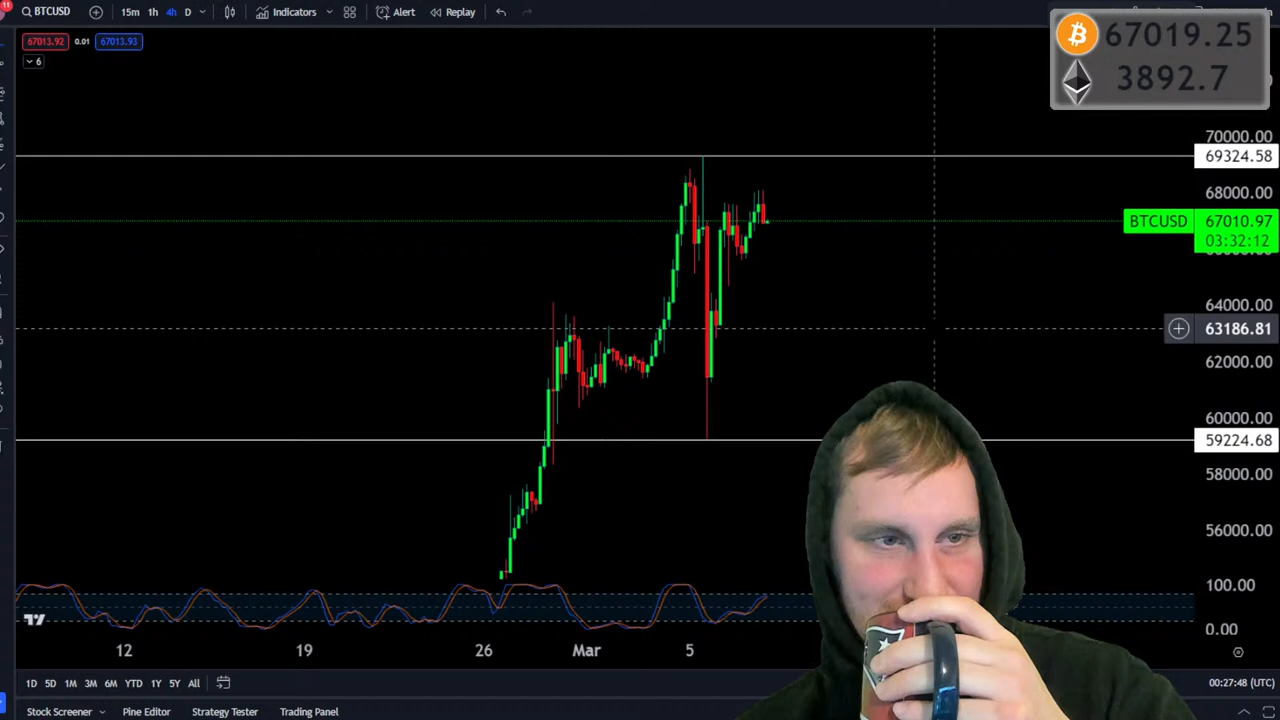 11
BTCUSD
15m 1h 4h D
Indicators
Alert
Replay
67013.92 0.01 67013.93
6
67019.25
3892.7
70000.00
69324.58
68000.00
BTCUSD 67010.97
03:32:12
64000.00
63186.81
62000.00
60000.00
59224.68
58000.00
56000.00
100.00
0.00
12 19 26 Mar 5
1D 5D 1M 3M 6M YTD 1Y 5Y All
00:27:48 (UTC)
Stock Screener Pine Editor Strategy Tester Trading Panel